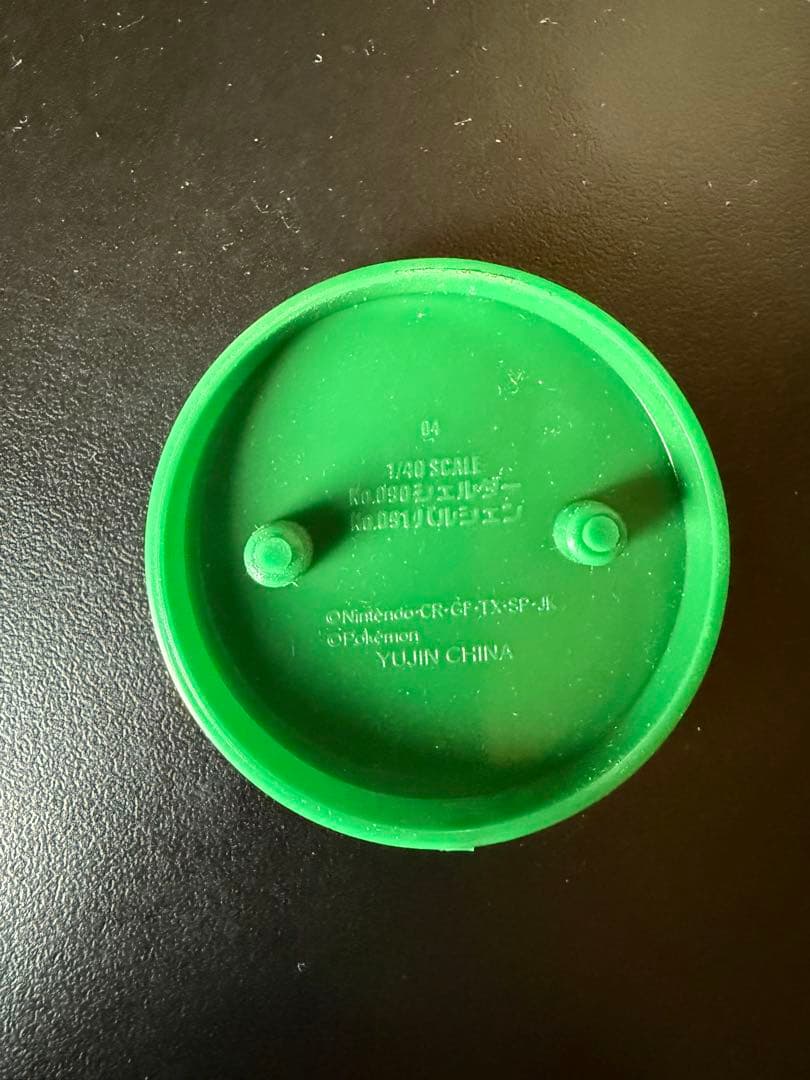 04
1/40 SCALE
No.090シェルダー
No.091パルシェン
©Nintendo・CR・GF・TX・SP・JK
©Pokémon
YUJIN CHINA